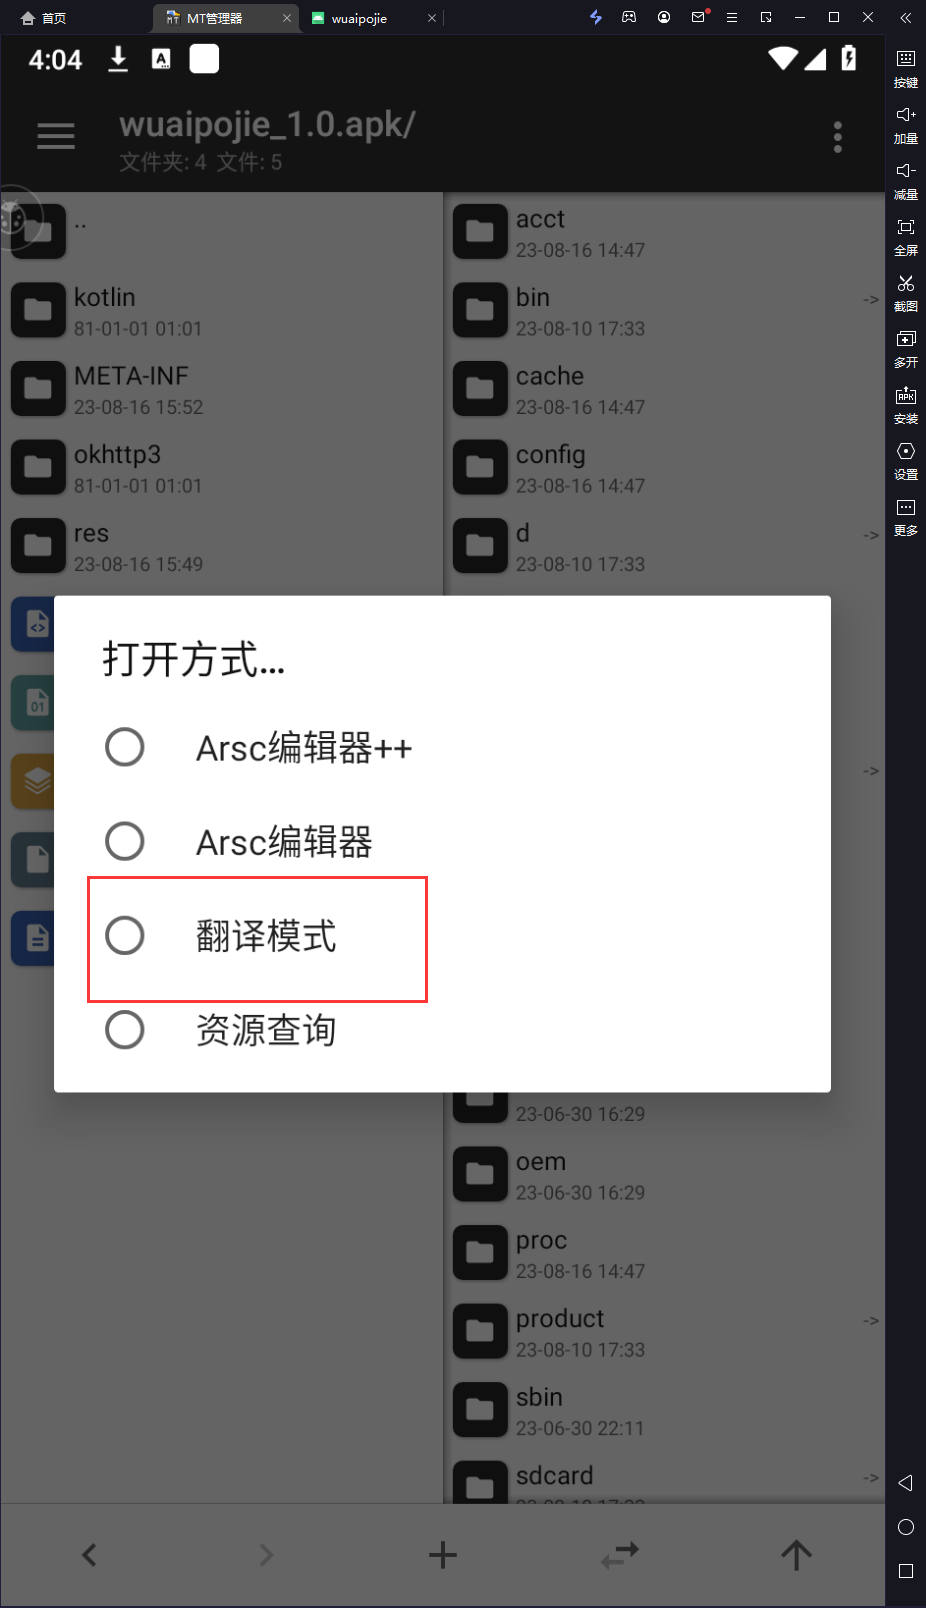 首页
MT管理器
wuaipojie
4:04
A
按键
加量
减量
全屏
截图
多开
APK
安装
设置
更多
wuaipojie_1.0.apk/
文件夹: 4 文件: 5
..
kotlin
81-01-01 01:01
META-INF
23-08-16 15:52
okhttp3
81-01-01 01:01
res
23-08-16 15:49
01
acct
23-08-16 14:47
bin
->
23-08-10 17:33
cache
23-08-16 14:47
config
23-08-16 14:47
d
->
23-08-10 17:33
->
打开方式...
Arsc编辑器++
Arsc编辑器
翻译模式
资源查询
23-06-30 16:29
oem
23-06-30 16:29
proc
23-08-16 14:47
product
->
23-08-10 17:33
sbin
23-06-30 22:11
sdcard
->